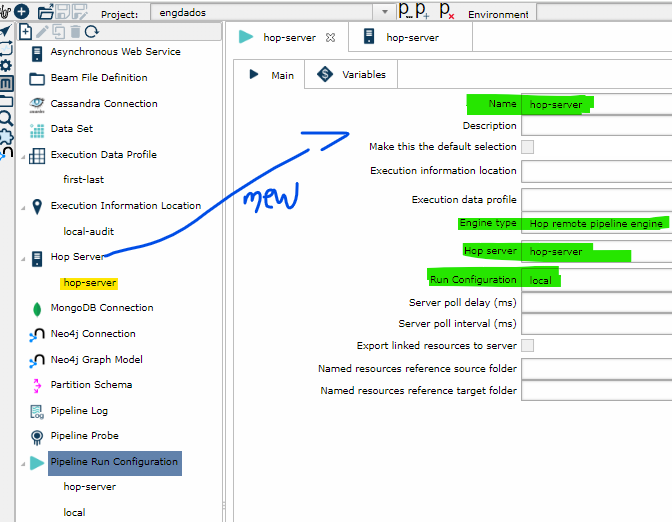 Project:
engdados
Environment
Asynchronous Web Service
Beam File Definition
Cassandra Connection
Data Set
Execution Data Profile
first-last
Execution Information Location
local-audit
Hop Server
hop-server
MongoDB Connection
Neo4j Connection
Neo4j Graph Model
Partition Schema
Pipeline Log
Pipeline Probe
Pipeline Run Configuration
hop-server
local
new
hop-server
hop-server
Main
Variables
Name hop-server
Description
Make this the default selection
Execution information location
Execution data profile
Engine type Hop remote pipeline engine
Hop server hop-server
Run Configuration local
Server poll delay (ms)
Server poll interval (ms)
Export linked resources to server
Named resources reference source folder
Named resources reference target folder